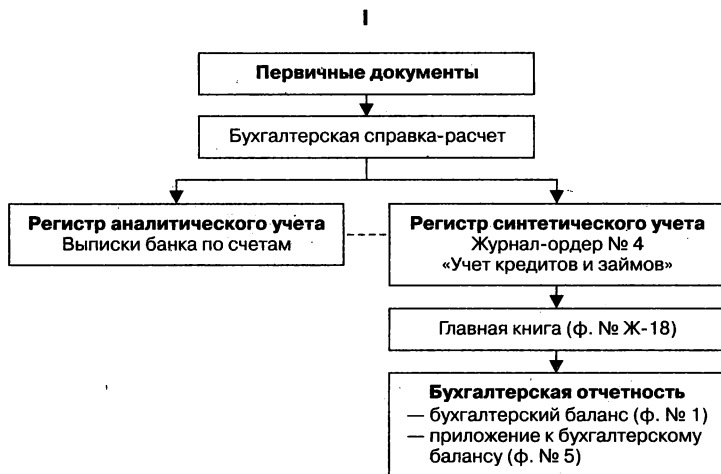 I
Первичные документы
Бухгалтерская справка-расчет
Регистр аналитического учета
Выписки банка по счетам
Регистр синтетического учета
Журнал-ордер № 4
«Учет кредитов и займов»
Главная книга (ф. № Ж-18)
Бухгалтерская отчетность
— бухгалтерский баланс (ф. № 1)
— приложение к бухгалтерскому
балансу (ф. № 5)